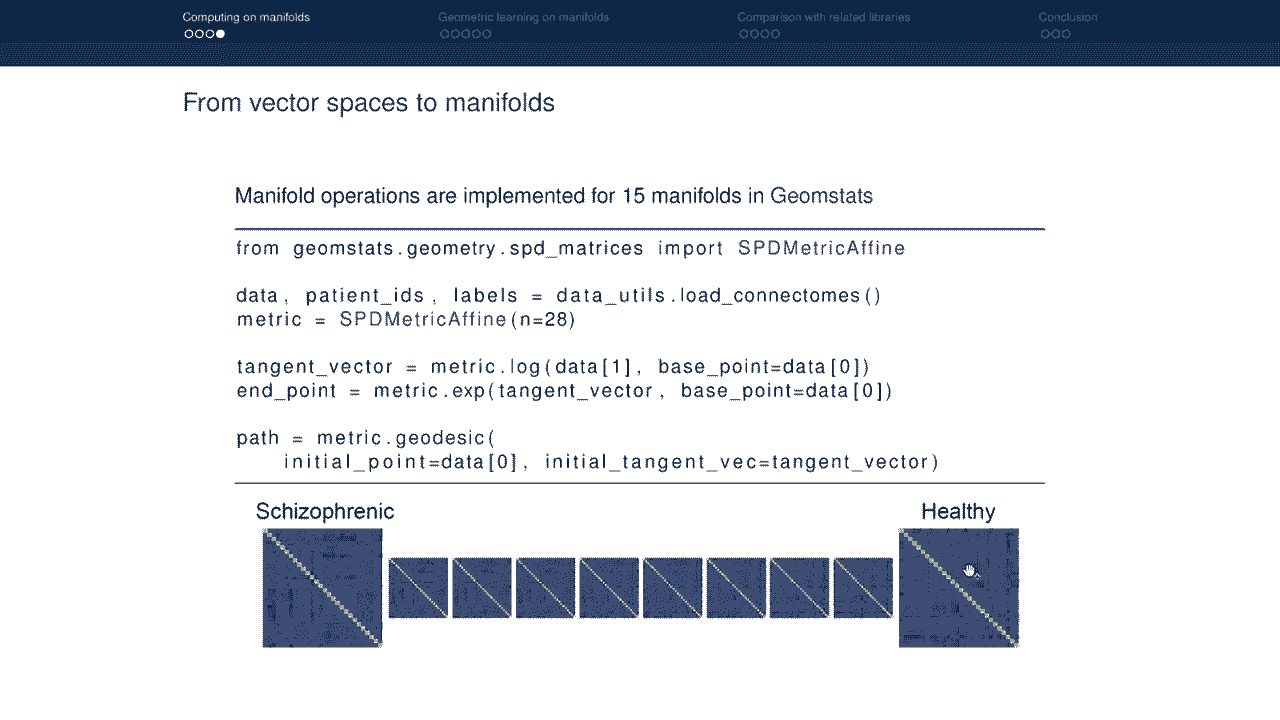 Computing on manifolds
Geometric learning on manifolds
Comparison with related libraries
Conclusion
From vector spaces to manifolds
Manifold operations are implemented for 15 manifolds in Geomstats
from geomstats.geometry.spd_matrices import SPDMetricAffine
data, patient_ids, labels = data_utils.load_connectomes()
metric = SPDMetricAffine(n=28)
tangent_vector = metric.log(data[1], base_point=data[0])
end_point = metric.exp(tangent_vector, base_point=data[0])
path = metric.geodesic(
initial_point=data[0], initial_tangent_vec=tangent_vector)
Schizophrenic
Healthy